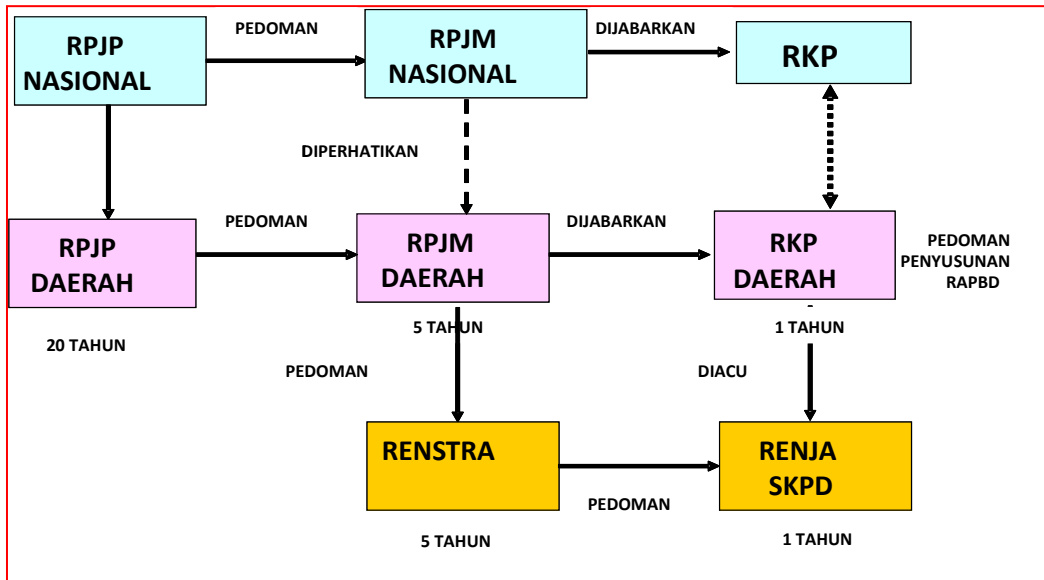 PEDOMAN
DIJABARKAN
RPJP
NASIONAL
RPJM
NASIONAL
RKP
DIPERHATIKAN
PEDOMAN
DIJABARKAN
RPJP
DAERAH
RPJM
DAERAH
RKP
DAERAH
PEDOMAN
PENYUSUNAN
RAPBD
20 TAHUN
5 TAHUN
1 TAHUN
PEDOMAN
DIACU
RENSTRA
RENJA
SKPD
PEDOMAN
5 TAHUN
1 TAHUN